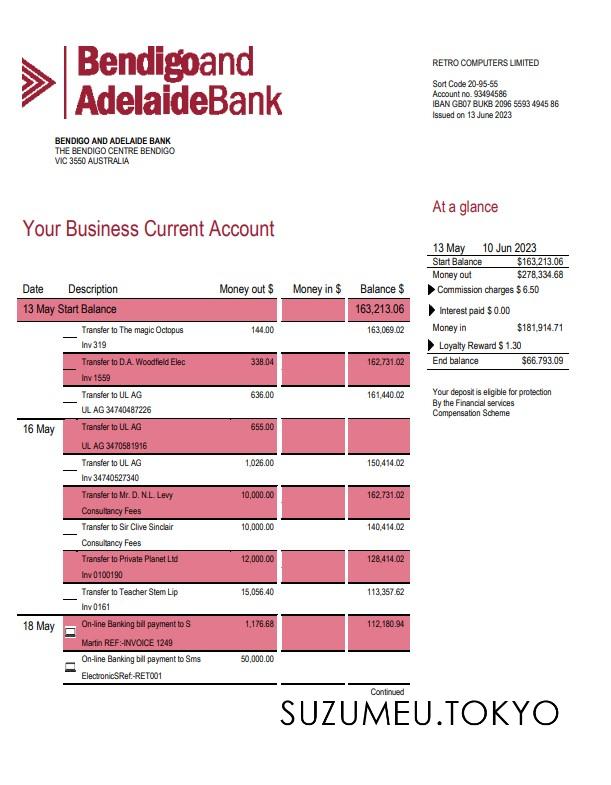 Bendigoand
AdelaideBank
BENDIGO AND ADELAIDE BANK
THE BENDIGO CENTRE BENDIGO
VIC 3550 AUSTRALIA
RETRO COMPUTERS LIMITED
Sort Code 20-95-55
Account no. 93494586
IBAN GB07 BUKB 2096 5593 4945 86
Issued on 13 June 2023
Your Business Current Account
Date Description Money out $ Money in $ Balance $
13 May Start Balance 163,213.06
Transfer to The magic Octopus 144.00 163,069.02
Inv 319
Transfer to D.A. Woodfield Elec 338.04 162,731.02
Inv 1559
Transfer to UL AG 636.00 161,440.02
UL AG 34740487226
16 May Transfer to UL AG 655.00
UL AG 3470581916
Transfer to UL AG 1,026.00 150,414.02
Inv 34740527340
Transfer to Mr. D. N.L. Levy 10,000.00 162,731.02
Consultancy Fees
Transfer to Sir Clive Sinclair 10,000.00 140,414.02
Consultancy Fees
Transfer to Private Planet Ltd 12,000.00 128,414.02
Inv 0100190
Transfer to Teacher Stem Lip 15,056.40 113,357.62
Inv 0161
18 May On-line Banking bill payment to S 1,176.68 112,180.94
Martin REF:-INVOICE 1249
On-line Banking bill payment to Sms 50,000.00
ElectronicSRef:-RET001
Continued
At a glance
13 May 10 Jun 2023
Start Balance $163,213.06
Money out $278,334.68
Commission charges $ 6.50
Interest paid $ 0.00
Money in $181,914.71
Loyalty Reward $ 1.30
End balance $66.793.09
Your deposit is eligible for protection
By the Financial services
Compensation Scheme
SUZUMEU.TOKYO